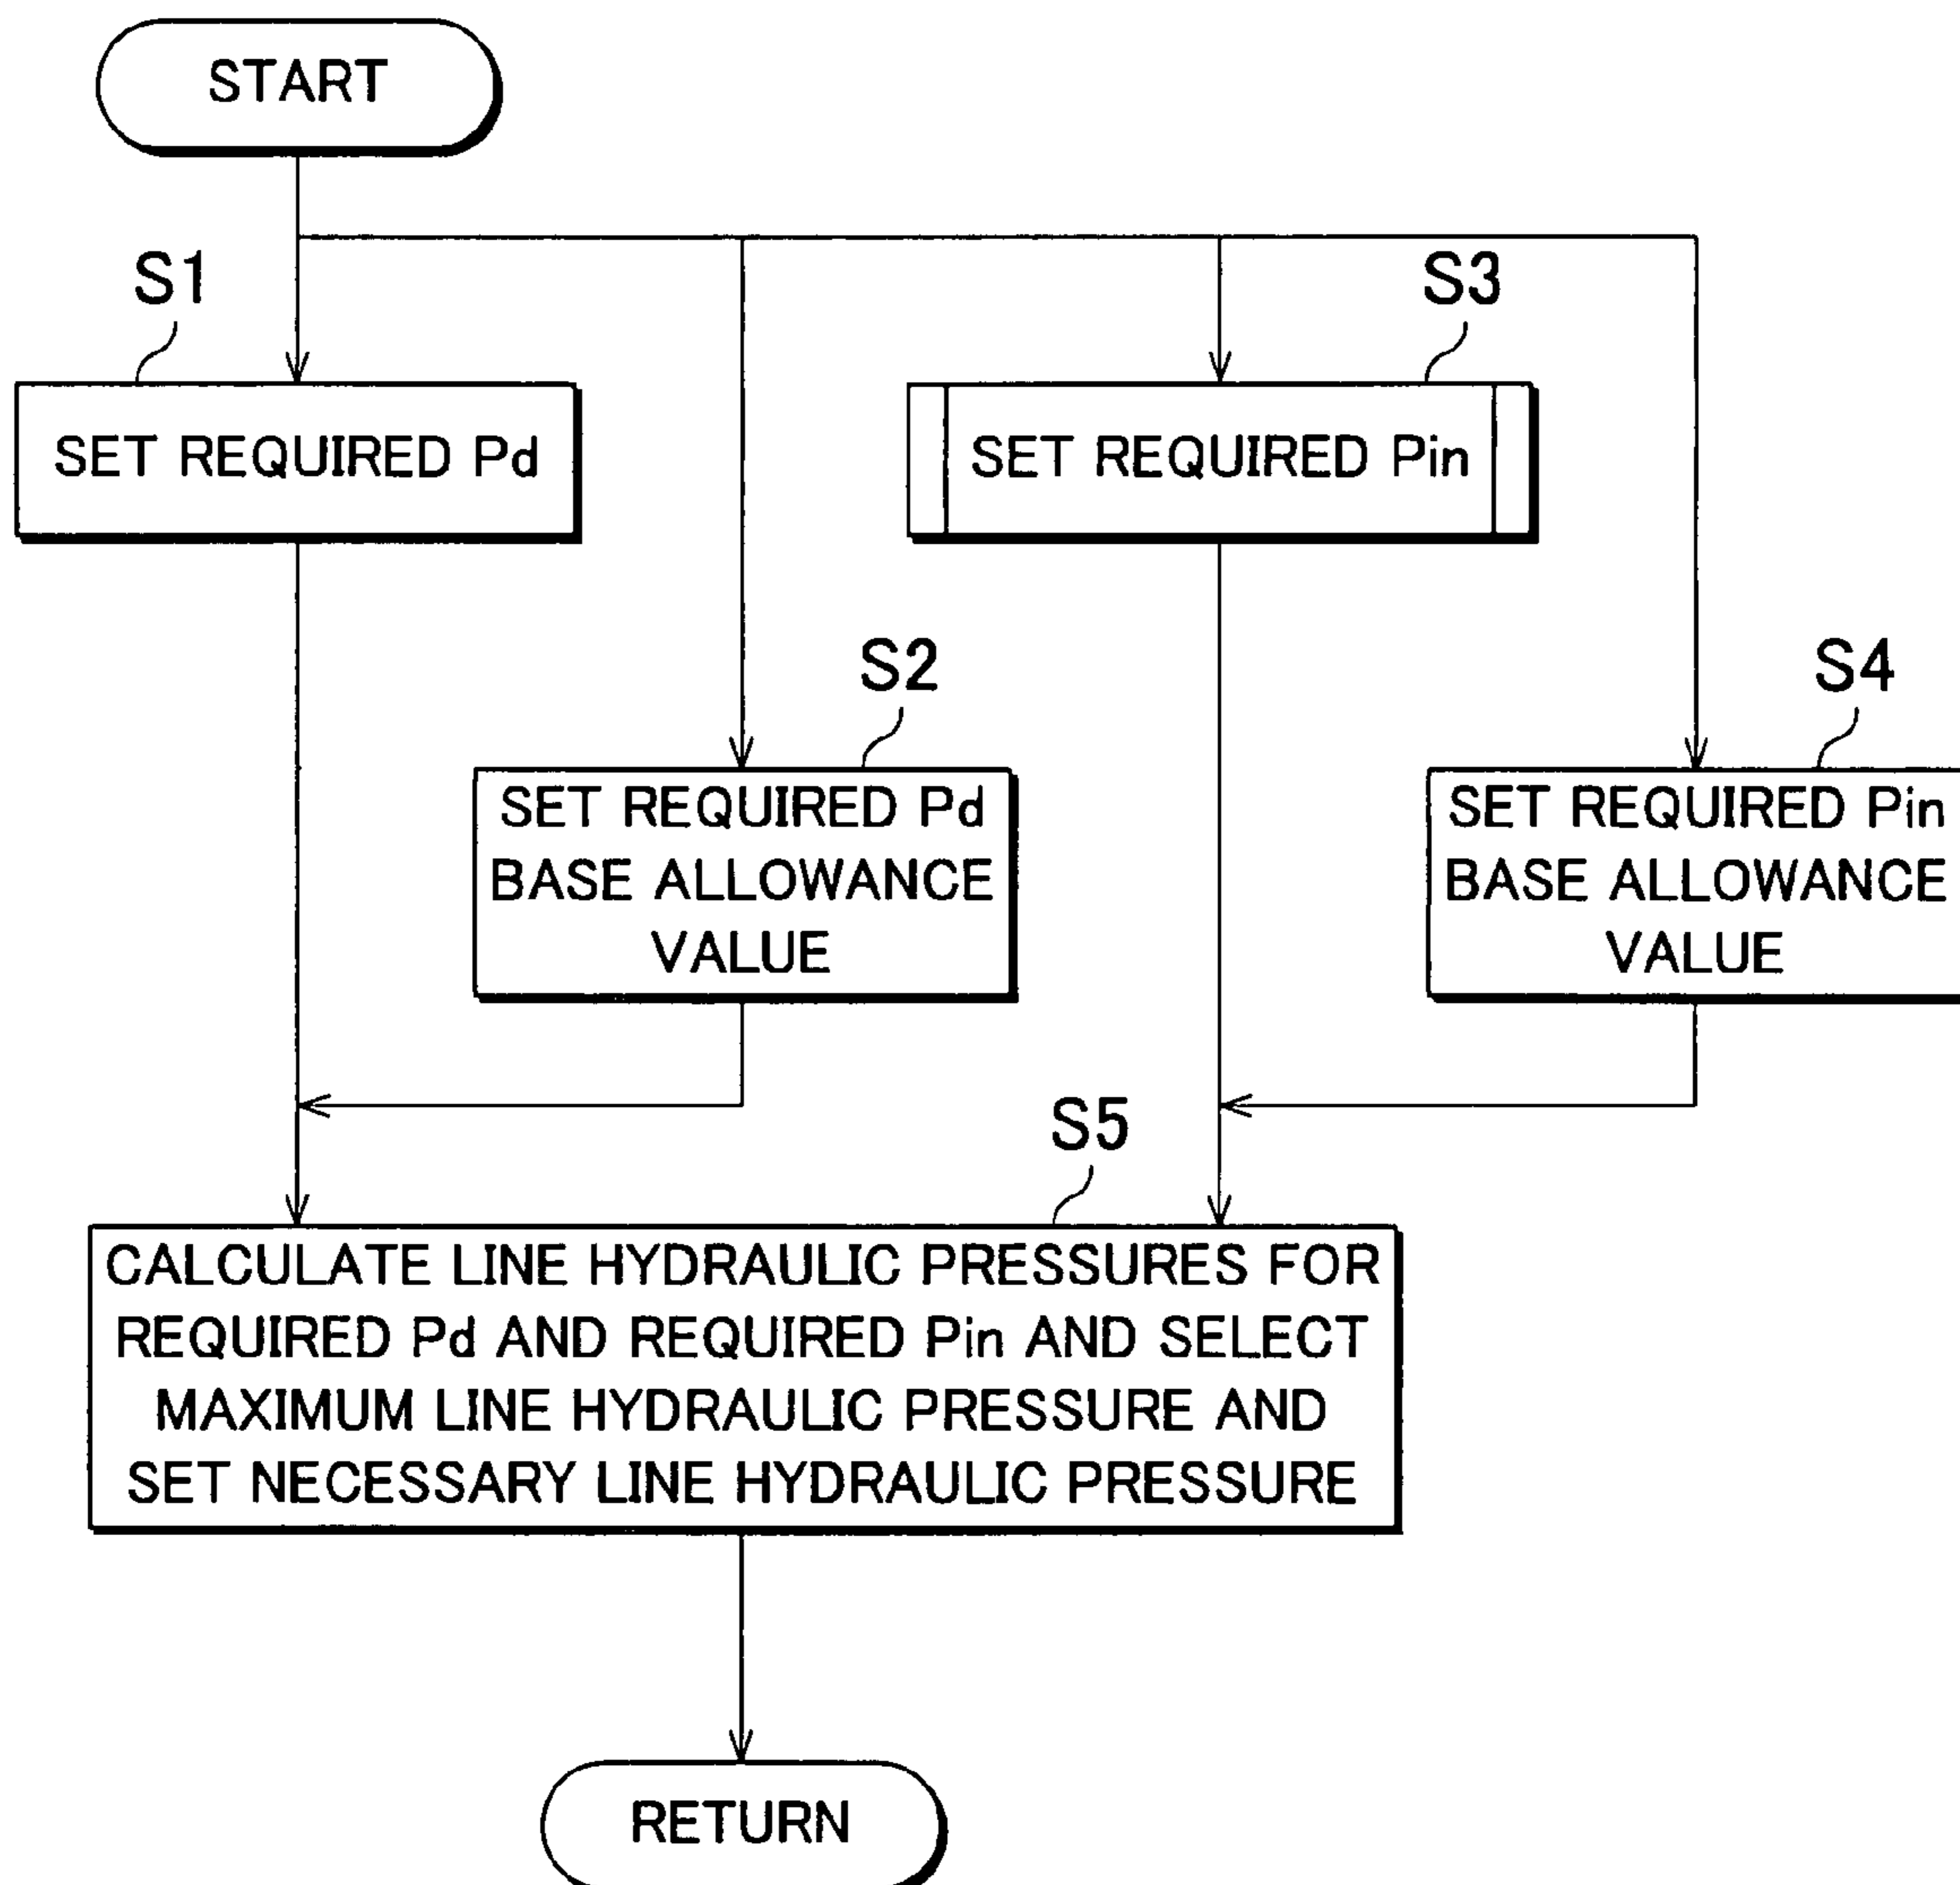 START
S1
S3
SET REQUIRED Pd
SET REQUIRED Pin
S2
S4
SET REQUIRED Pd
BASE ALLOWANCE
VALUE
SET REQUIRED Pin
BASE ALLOWANCE
VALUE
S5
CALCULATE LINE HYDRAULIC PRESSURES FOR
REQUIRED Pd AND REQUIRED Pin AND SELECT
MAXIMUM LINE HYDRAULIC PRESSURE AND
SET NECESSARY LINE HYDRAULIC PRESSURE
RETURN